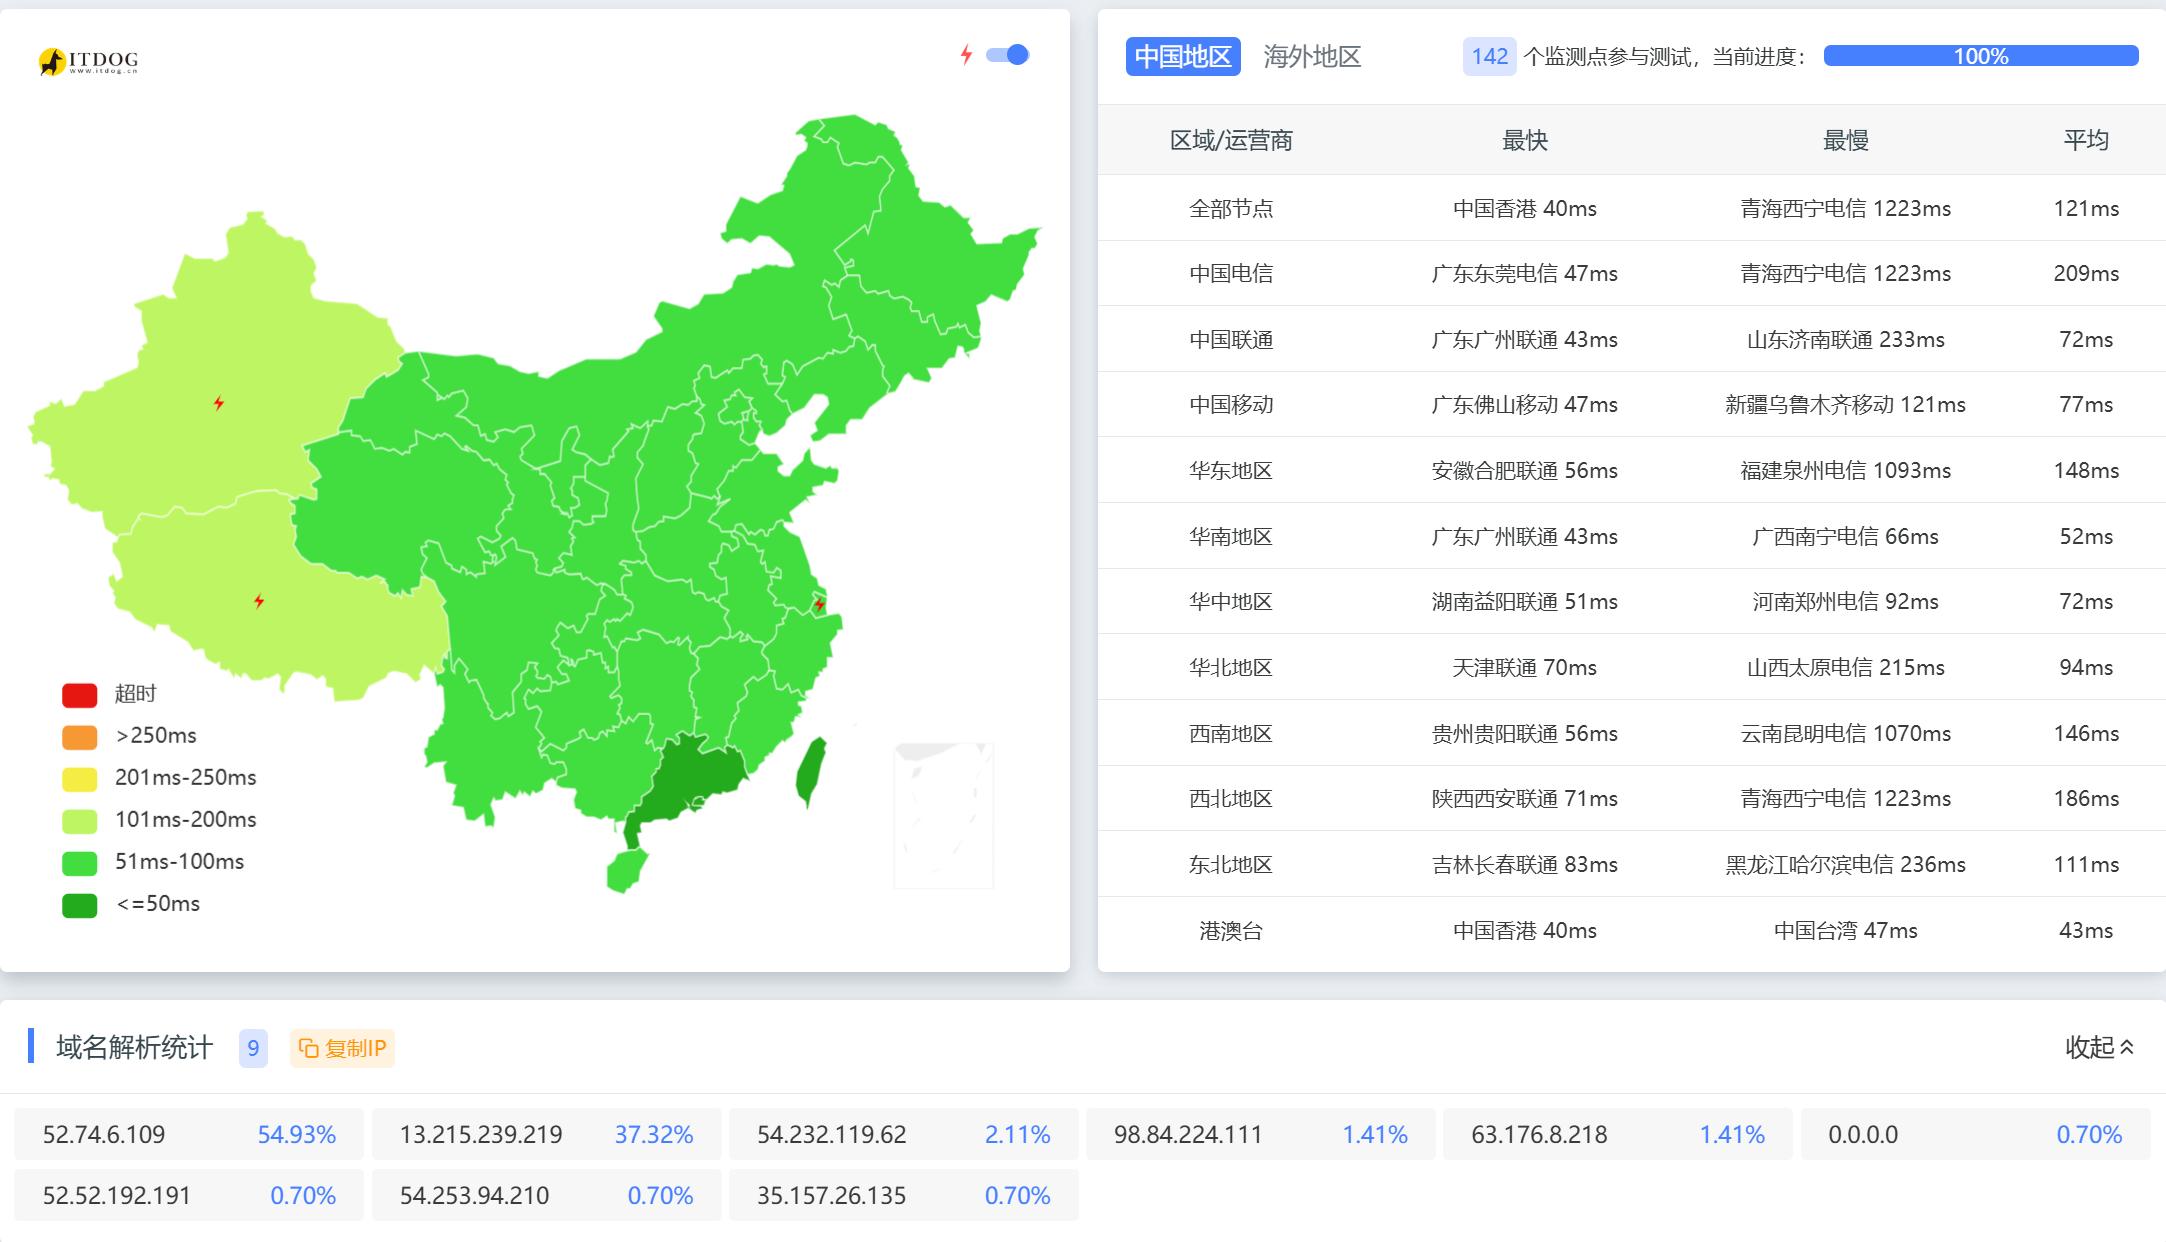 ITDOG
www.itdog.cn
超时
>250ms
201ms-250ms
101ms-200ms
51ms-100ms
<=50ms
中国地区 海外地区 142 个监测点参与测试，当前进度： 100%
区域/运营商 最快 最慢 平均
全部节点 中国香港 40ms 青海西宁电信 1223ms 121ms
中国电信 广东东莞电信 47ms 青海西宁电信 1223ms 209ms
中国联通 广东广州联通 43ms 山东济南联通 233ms 72ms
中国移动 广东佛山移动 47ms 新疆乌鲁木齐移动 121ms 77ms
华东地区 安徽合肥联通 56ms 福建泉州电信 1093ms 148ms
华南地区 广东广州联通 43ms 广西南宁电信 66ms 52ms
华中地区 湖南益阳联通 51ms 河南郑州电信 92ms 72ms
华北地区 天津联通 70ms 山西太原电信 215ms 94ms
西南地区 贵州贵阳联通 56ms 云南昆明电信 1070ms 146ms
西北地区 陕西西安联通 71ms 青海西宁电信 1223ms 186ms
东北地区 吉林长春联通 83ms 黑龙江哈尔滨电信 236ms 111ms
港澳台 中国香港 40ms 中国台湾 47ms 43ms
域名解析统计 9 复制IP 收起
52.74.6.109 54.93% 13.215.239.219 37.32% 54.232.119.62 2.11% 98.84.224.111 1.41% 63.176.8.218 1.41% 0.0.0.0 0.70%
52.52.192.191 0.70% 54.253.94.210 0.70% 35.157.26.135 0.70%